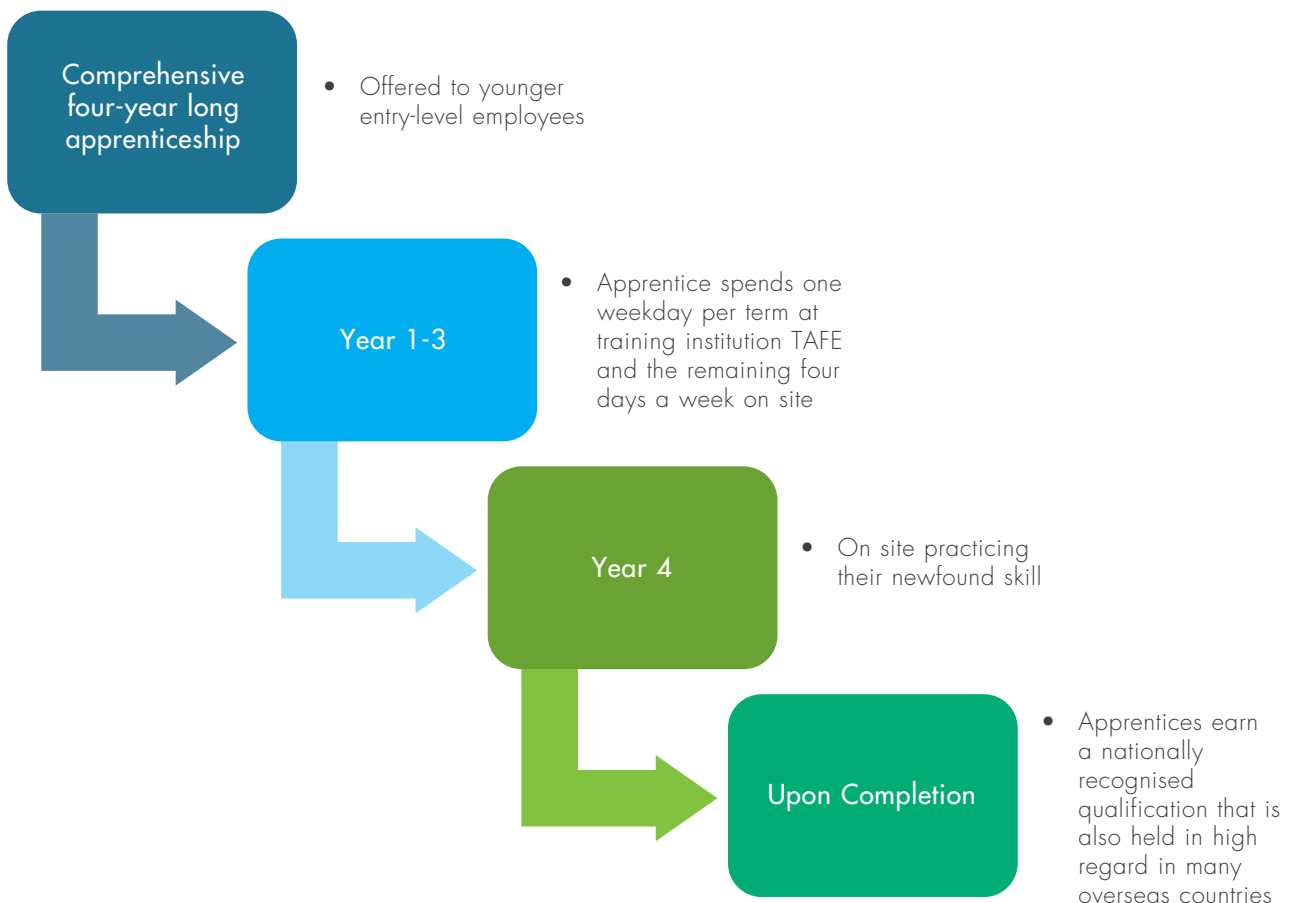 Comprehensive
four-year long
apprenticeship
• Offered to younger
entry-level employees
Year 1-3
• Apprentice spends one
weekday per term at
training institution TAFE
and the remaining four
days a week on site
Year 4
• On site practicing
their newfound skill
Upon Completion
• Apprentices earn
a nationally
recognised
qualification that is
also held in high
regard in many
overseas countries